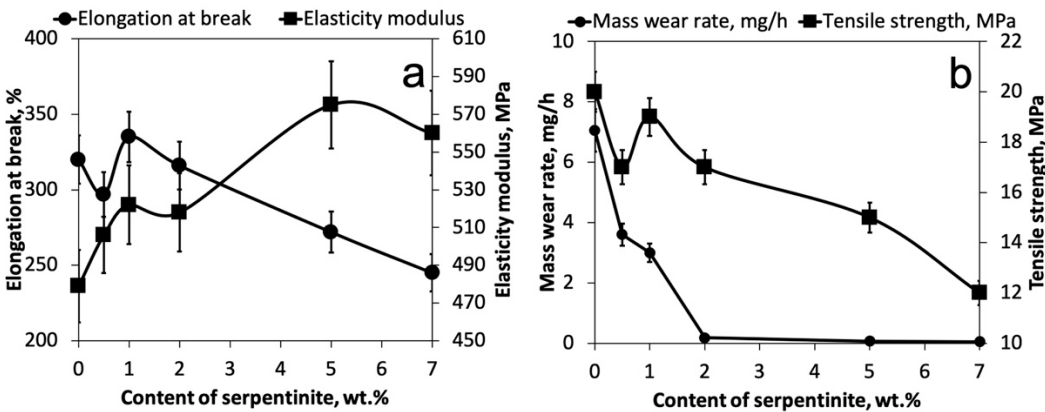 Elongation at break
Elasticity modulus
a
Elongation at break, %
400
350
300
250
200
610
590
570
550
530
510
490
470
450
Elasticity modulus, MPa
0 1 2 3 4 5 6 7
Content of serpentinite, wt.%
Mass wear rate, mg/h
Tensile strength, MPa
b
Mass wear rate, mg/h
10
8
6
4
2
0
22
20
18
16
14
12
10
Tensile strength, MPa
0 1 2 3 4 5 6 7
Content of serpentinite, wt.%